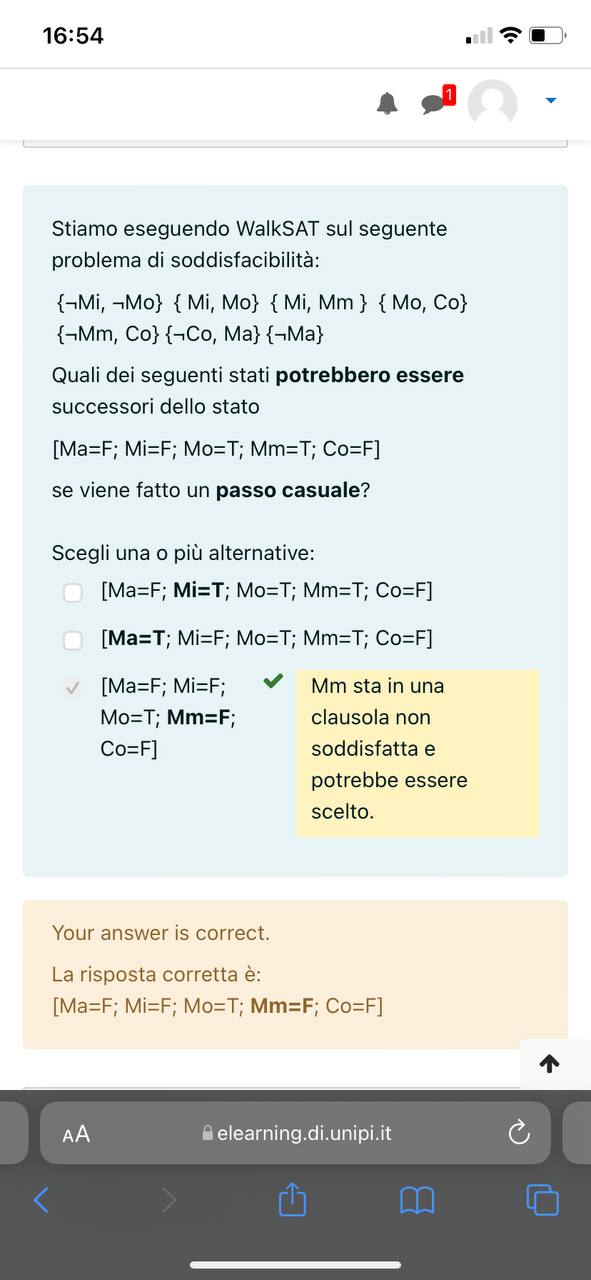 16:54
1
Stiamo eseguendo WalkSAT sul seguente
problema di soddisfacibilità:
{¬Mi, ¬Mo} { Mi, Mo} { Mi, Mm } { Mo, Co}
{¬Mm, Co} {¬Co, Ma} {¬Ma}
Quali dei seguenti stati potrebbero essere
successori dello stato
[Ma=F; Mi=F; Mo=T; Mm=T; Co=F]
se viene fatto un passo casuale?
Scegli una o più alternative:
[Ma=F; Mi=T; Mo=T; Mm=T; Co=F]
[Ma=T; Mi=F; Mo=T; Mm=T; Co=F]
[Ma=F; Mi=F;
Mo=T; Mm=F;
Co=F]
Mm sta in una
clausola non
soddisfatta e
potrebbe essere
scelto.
Your answer is correct.
La risposta corretta è:
[Ma=F; Mi=F; Mo=T; Mm=F; Co=F]
AA
elearning.di.unipi.it